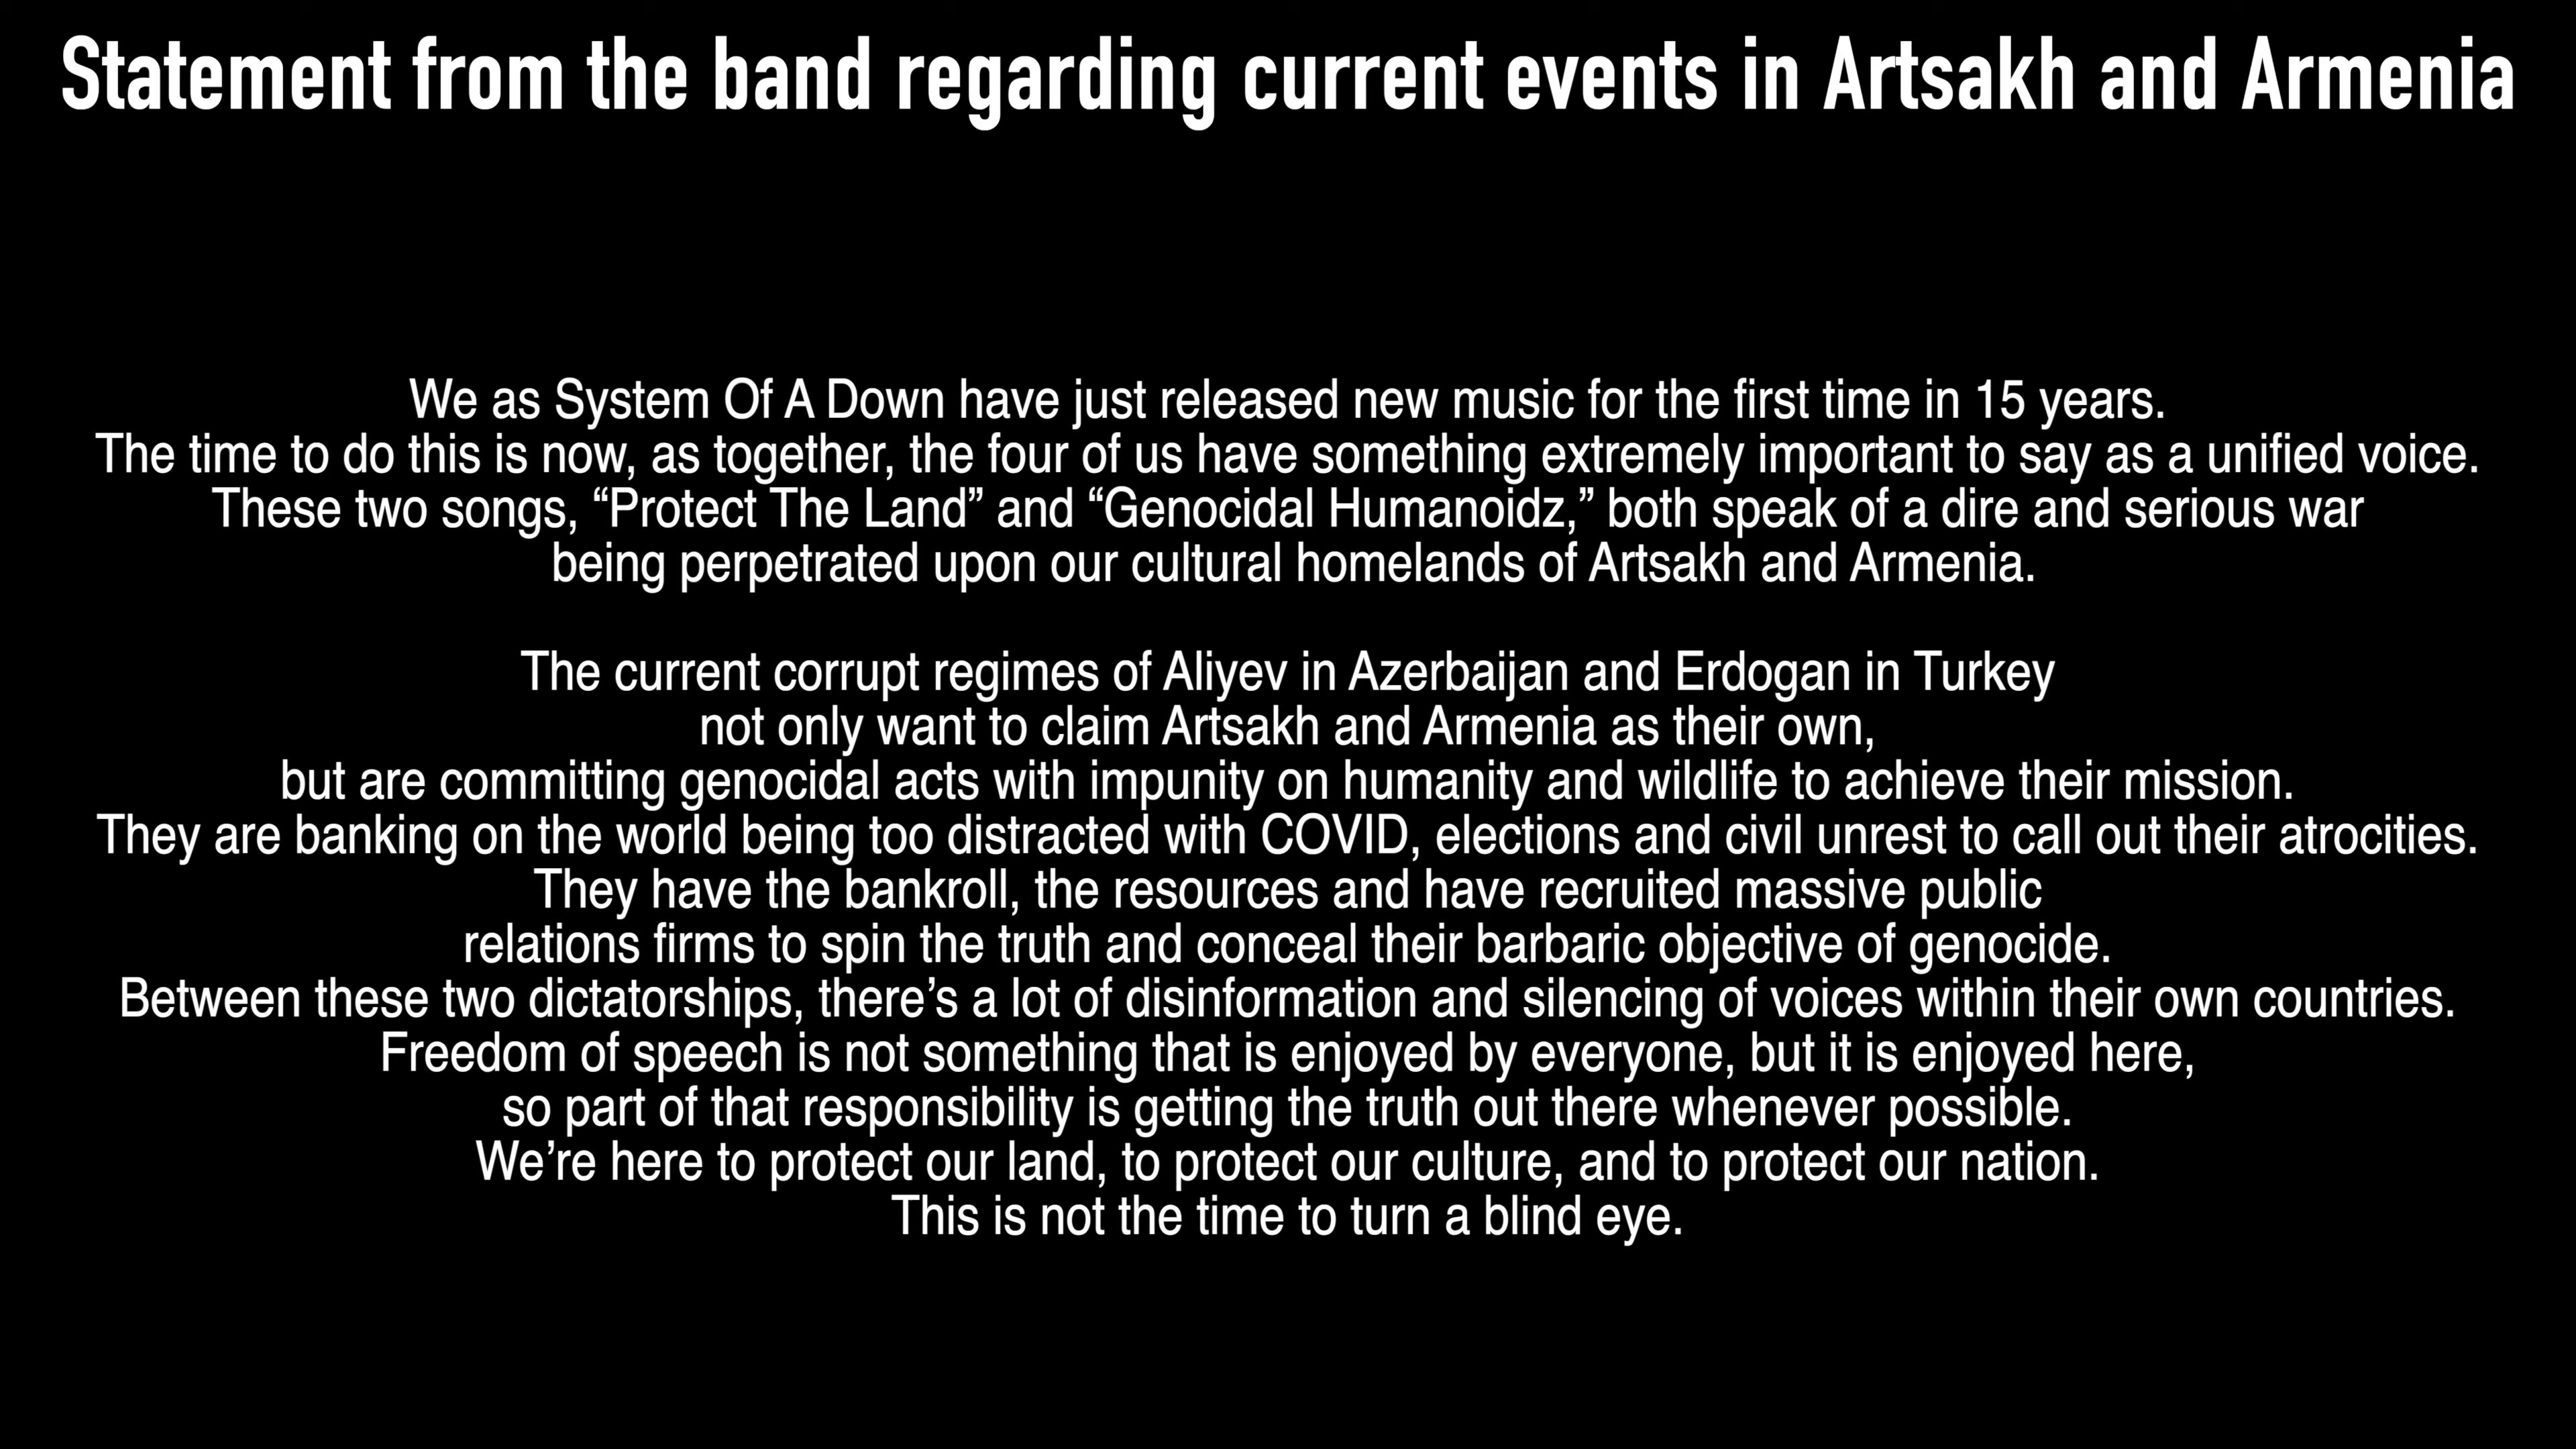 Statement from the band regarding current events in Artsakh and Armenia
We as System Of A Down have just released new music for the first time in 15 years.
The time to do this is now, as together, the four of us have something extremely important to say as a unified voice.
These two songs, “Protect The Land” and “Genocidal Humanoidz,” both speak of a dire and serious war
being perpetrated upon our cultural homelands of Artsakh and Armenia.
The current corrupt regimes of Aliyev in Azerbaijan and Erdogan in Turkey
not only want to claim Artsakh and Armenia as their own,
but are committing genocidal acts with impunity on humanity and wildlife to achieve their mission.
They are banking on the world being too distracted with COVID, elections and civil unrest to call out their atrocities.
They have the bankroll, the resources and have recruited massive public
relations firms to spin the truth and conceal their barbaric objective of genocide.
Between these two dictatorships, there’s a lot of disinformation and silencing of voices within their own countries.
Freedom of speech is not something that is enjoyed by everyone, but it is enjoyed here,
so part of that responsibility is getting the truth out there whenever possible.
We’re here to protect our land, to protect our culture, and to protect our nation.
This is not the time to turn a blind eye.